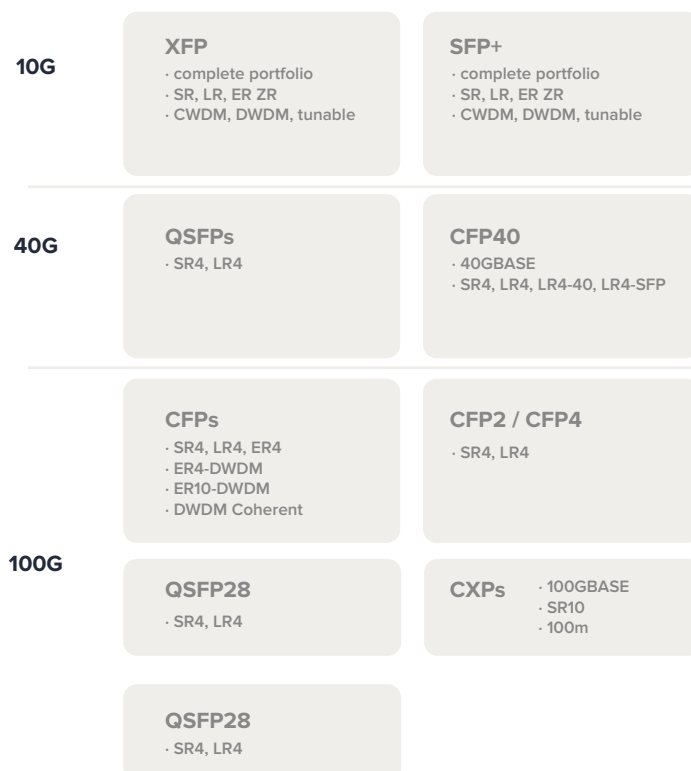 10G
XFP
· complete portfolio
· SR, LR, ER ZR
· CWDM, DWDM, tunable
SFP+
· complete portfolio
· SR, LR, ER ZR
· CWDM, DWDM, tunable
40G
QSFPs
· SR4, LR4
CFP40
· 40GBASE
· SR4, LR4, LR4-40, LR4-SFP
100G
CFPs
· SR4, LR4, ER4
· ER4-DWDM
· ER10-DWDM
· DWDM Coherent
CFP2 / CFP4
· SR4, LR4
QSFP28
· SR4, LR4
CXPs
· 100GBASE
· SR10
· 100m
QSFP28
· SR4, LR4